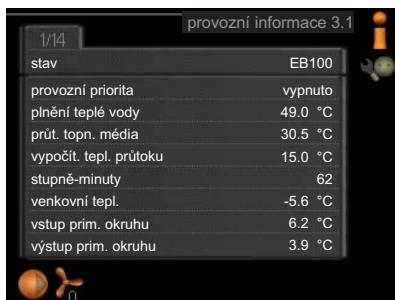 provozní informace 3.1
1/14
stav EB100
provozní priorita vypnuto
plnění teplé vody 49.0 °C
průt. topn. média 30.5 °C
vypočít. tepl. průtoku 15.0 °C
stupně-minuty 62
venkovní tepl. -5.6 °C
vstup prim. okruhu 6.2 °C
výstup prim. okruhu 3.9 °C